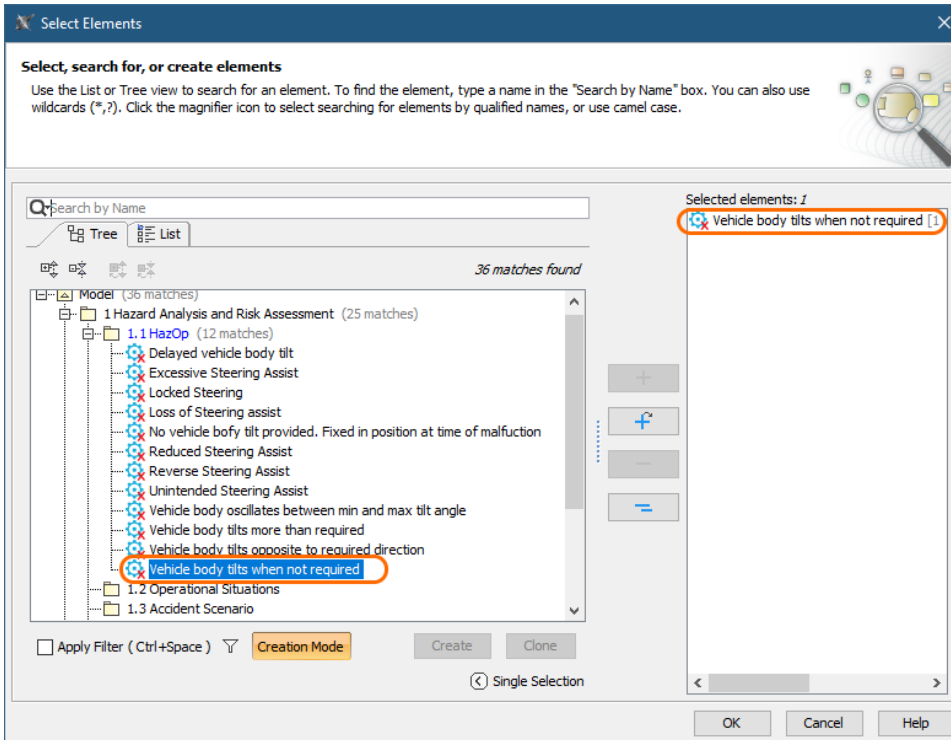 Select Elements
Select, search for, or create elements
Use the List or Tree view to search for an element. To find the element, type a name in the "Search by Name" box. You can also use
wildcards (*,?). Click the magnifier icon to select searching for elements by qualified names, or use camel case.
Search by Name
Tree List
36 matches found
Model (36 matches)
1 Hazard Analysis and Risk Assessment (25 matches)
1.1 HazOp (12 matches)
Delayed vehicle body tilt
Excessive Steering Assist
Locked Steering
Loss of Steering assist
No vehicle bofy tilt provided. Fixed in position at time of malfuction
Reduced Steering Assist
Reverse Steering Assist
Unintended Steering Assist
Vehicle body oscillates between min and max tilt angle
Vehicle body tilts more than required
Vehicle body tilts opposite to required direction
Vehicle body tilts when not required
1.2 Operational Situations
1.3 Accident Scenario
Apply Filter ( Ctrl+Space ) Creation Mode Create Clone
Single Selection
Selected elements: 1
Vehicle body tilts when not required [1
OK Cancel Help